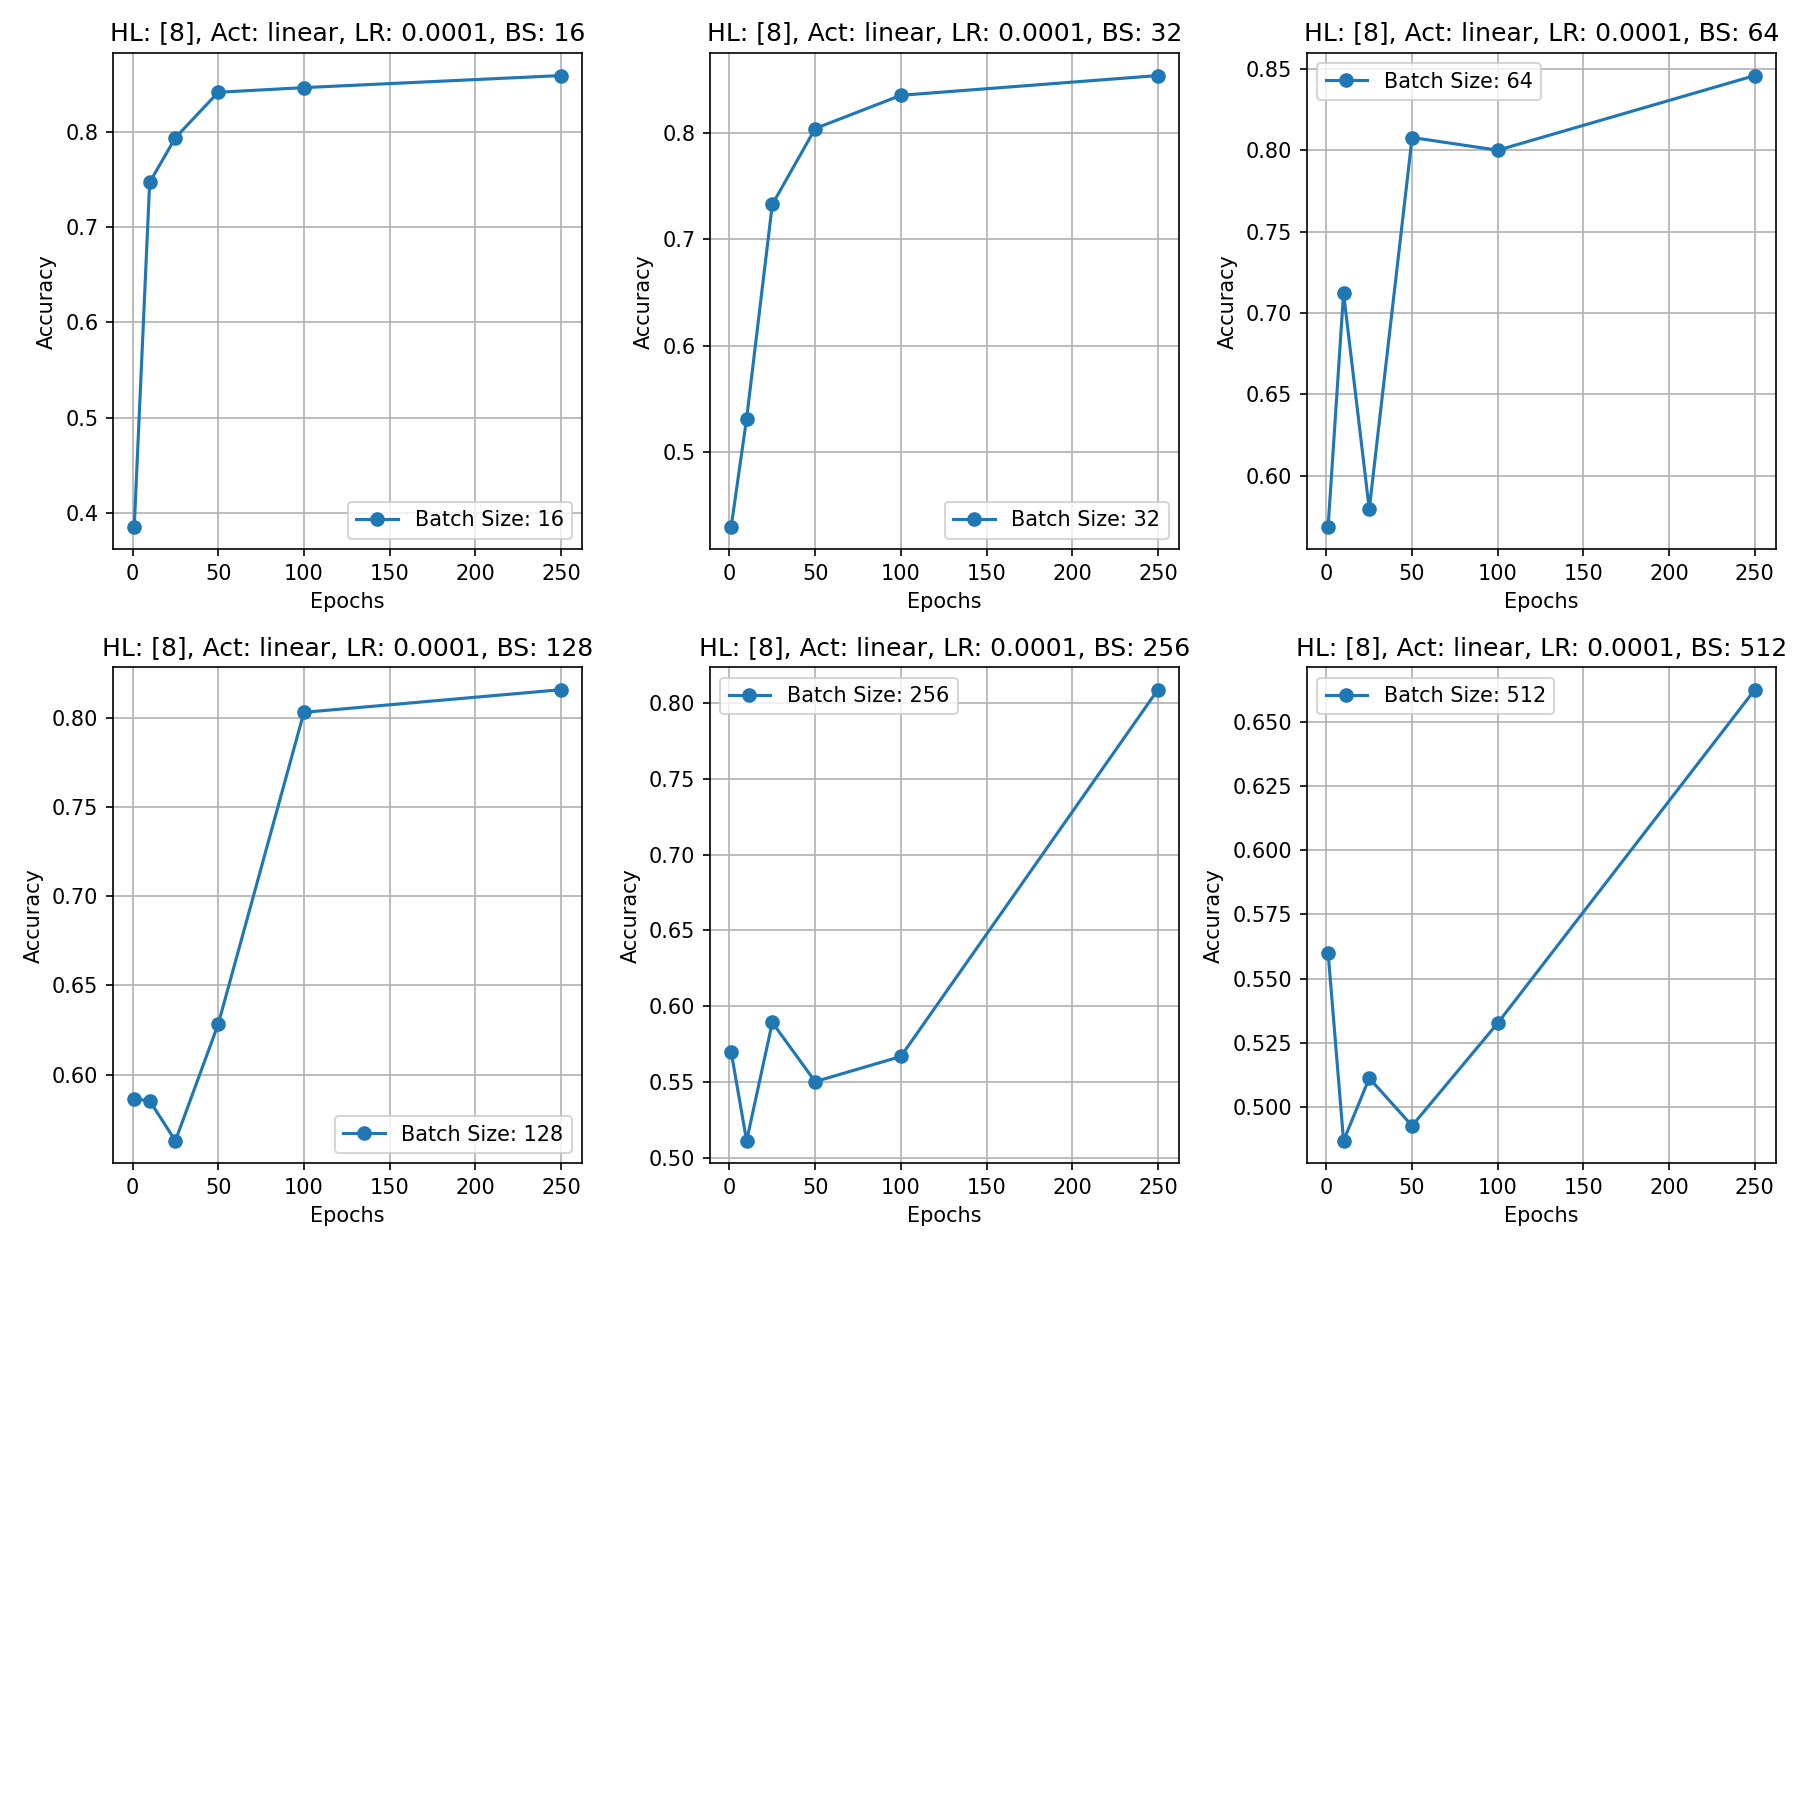 HL: [8], Act: linear, LR: 0.0001, BS: 16
Accuracy
0.8
0.7
0.6
0.5
0.4
Batch Size: 16
0 50 100 150 200 250
Epochs
HL: [8], Act: linear, LR: 0.0001, BS: 32
Accuracy
0.8
0.7
0.6
0.5
Batch Size: 32
0 50 100 150 200 250
Epochs
HL: [8], Act: linear, LR: 0.0001, BS: 64
Batch Size: 64
Accuracy
0.85
0.80
0.75
0.70
0.65
0.60
0 50 100 150 200 250
Epochs
HL: [8], Act: linear, LR: 0.0001, BS: 128
Accuracy
0.80
0.75
0.70
0.65
0.60
Batch Size: 128
0 50 100 150 200 250
Epochs
HL: [8], Act: linear, LR: 0.0001, BS: 256
Batch Size: 256
Accuracy
0.80
0.75
0.70
0.65
0.60
0.55
0.50
0 50 100 150 200 250
Epochs
HL: [8], Act: linear, LR: 0.0001, BS: 512
Batch Size: 512
Accuracy
0.650
0.625
0.600
0.575
0.550
0.525
0.500
0 50 100 150 200 250
Epochs